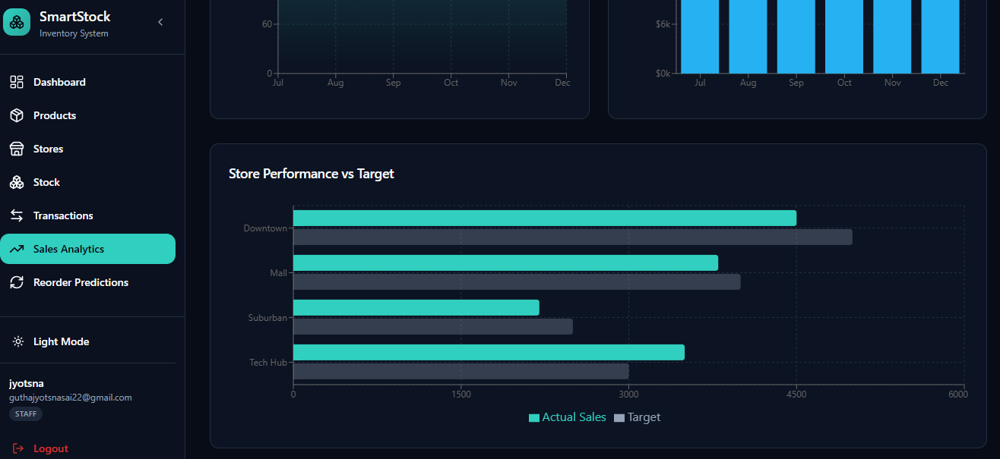 SmartStock
Inventory System
Dashboard
Products
Stores
Stock
Transactions
Sales Analytics
Reorder Predictions
Light Mode
jyotsna
guthajyotsnasai22@gmail.com
STAFF
Logout
60
0
Jul Aug Sep Oct Nov Dec
$6k
$0k
Jul Aug Sep Oct Nov Dec
Store Performance vs Target
Downtown
Mall
Suburban
Tech Hub
0 1500 3000 4500 6000
Actual Sales Target